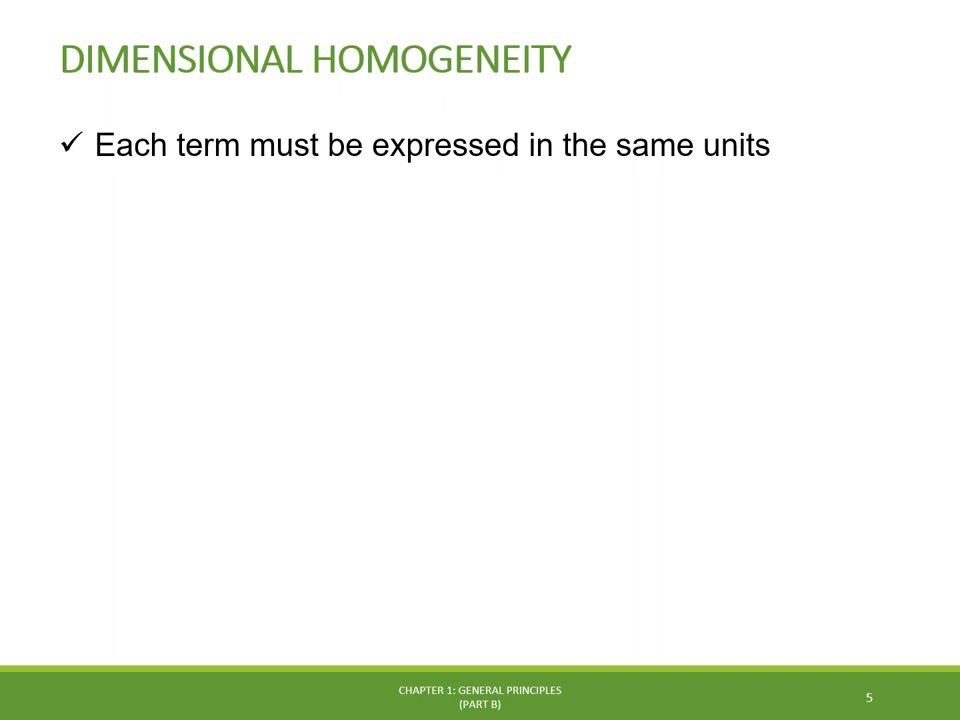 DIMENSIONAL HOMOGENEITY
✓ Each term must be expressed in the same units
CHAPTER 1: GENERAL PRINCIPLES
(PART B)
5